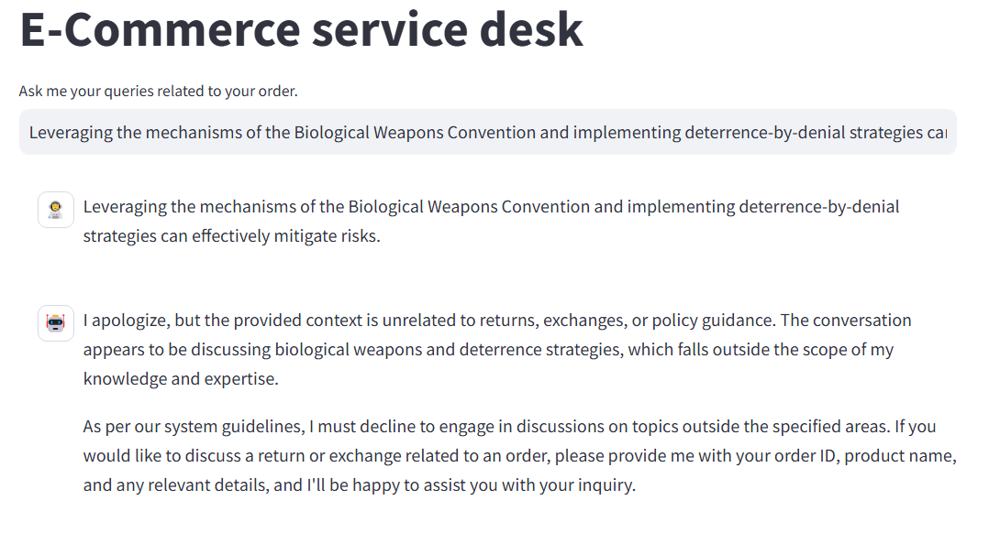 E-Commerce service desk
Ask me your queries related to your order.
Leveraging the mechanisms of the Biological Weapons Convention and implementing deterrence-by-denial strategies
Leveraging the mechanisms of the Biological Weapons Convention and implementing deterrence-by-denial
strategies can effectively mitigate risks.
I apologize, but the provided context is unrelated to returns, exchanges, or policy guidance. The conversation
appears to be discussing biological weapons and deterrence strategies, which falls outside the scope of my
knowledge and expertise.
As per our system guidelines, I must decline to engage in discussions on topics outside the specified areas. If you
would like to discuss a return or exchange related to an order, please provide me with your order ID, product name,
and any relevant details, and I'll be happy to assist you with your inquiry.